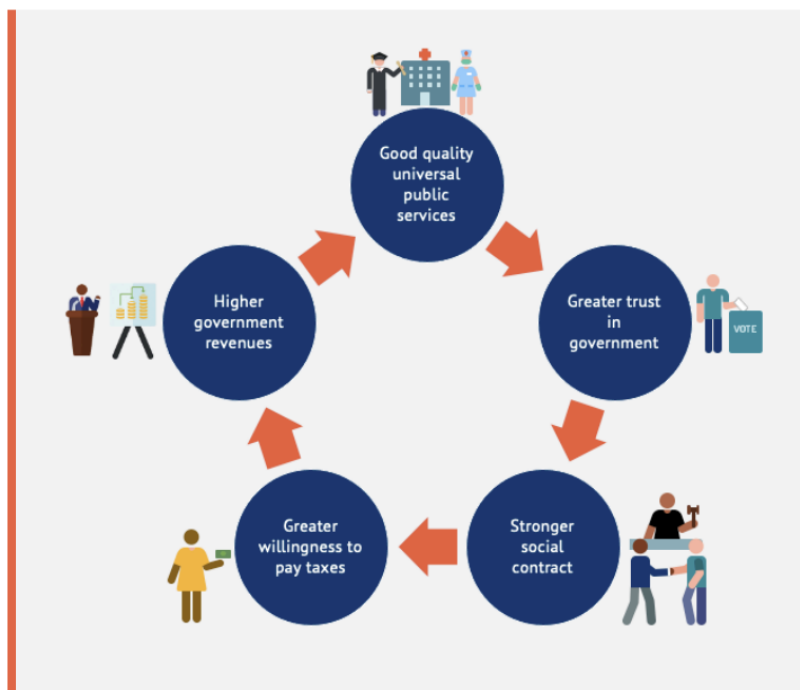 Good quality
universal
public
services
Greater trust
in
government
VOTE
Stronger
social
contract
Greater
willingness to
pay taxes
Higher
government
revenues